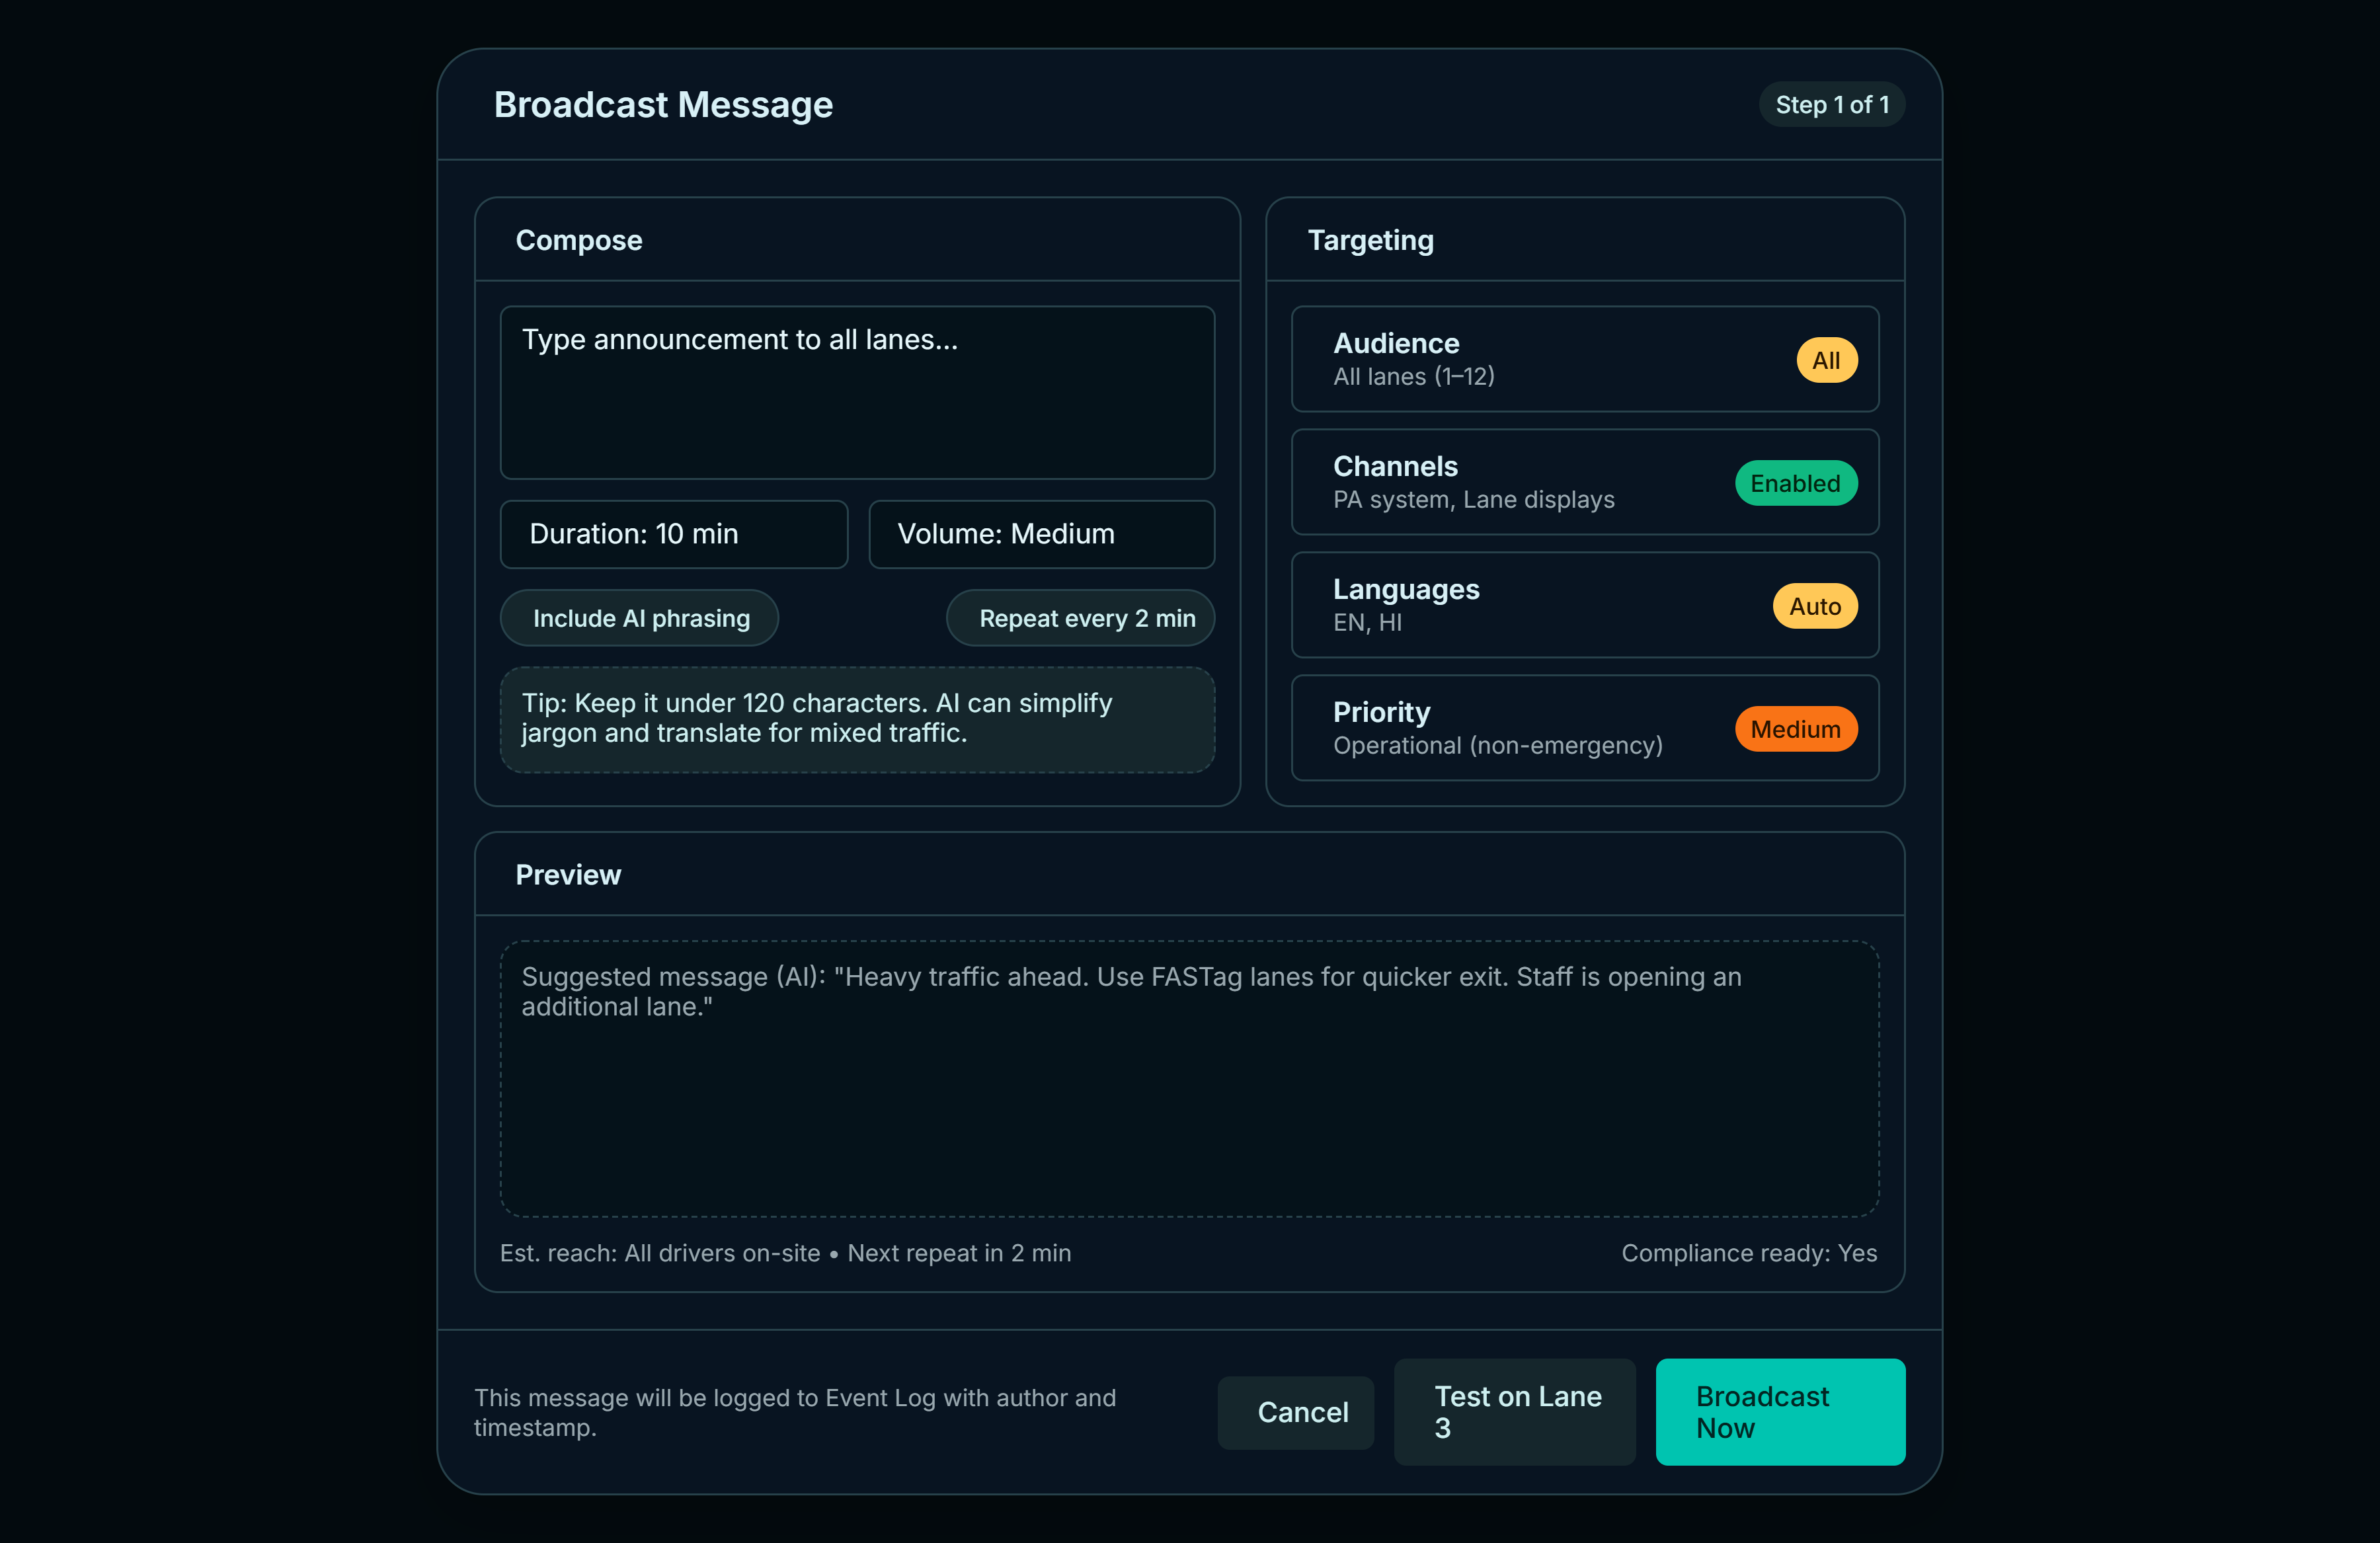 Broadcast Message
Step 1 of 1
Compose
Type announcement to all lanes...
Duration: 10 min
Volume: Medium
Include AI phrasing
Repeat every 2 min
Tip: Keep it under 120 characters. AI can simplify
jargon and translate for mixed traffic.
Targeting
Audience
All lanes (1–12)
All
Channels
PA system, Lane displays
Enabled
Languages
EN, HI
Auto
Priority
Operational (non-emergency)
Medium
Preview
Suggested message (AI): "Heavy traffic ahead. Use FASTag lanes for quicker exit. Staff is opening an
additional lane."
Est. reach: All drivers on-site • Next repeat in 2 min
Compliance ready: Yes
This message will be logged to Event Log with author and
timestamp.
Cancel
Test on Lane
3
Broadcast
Now